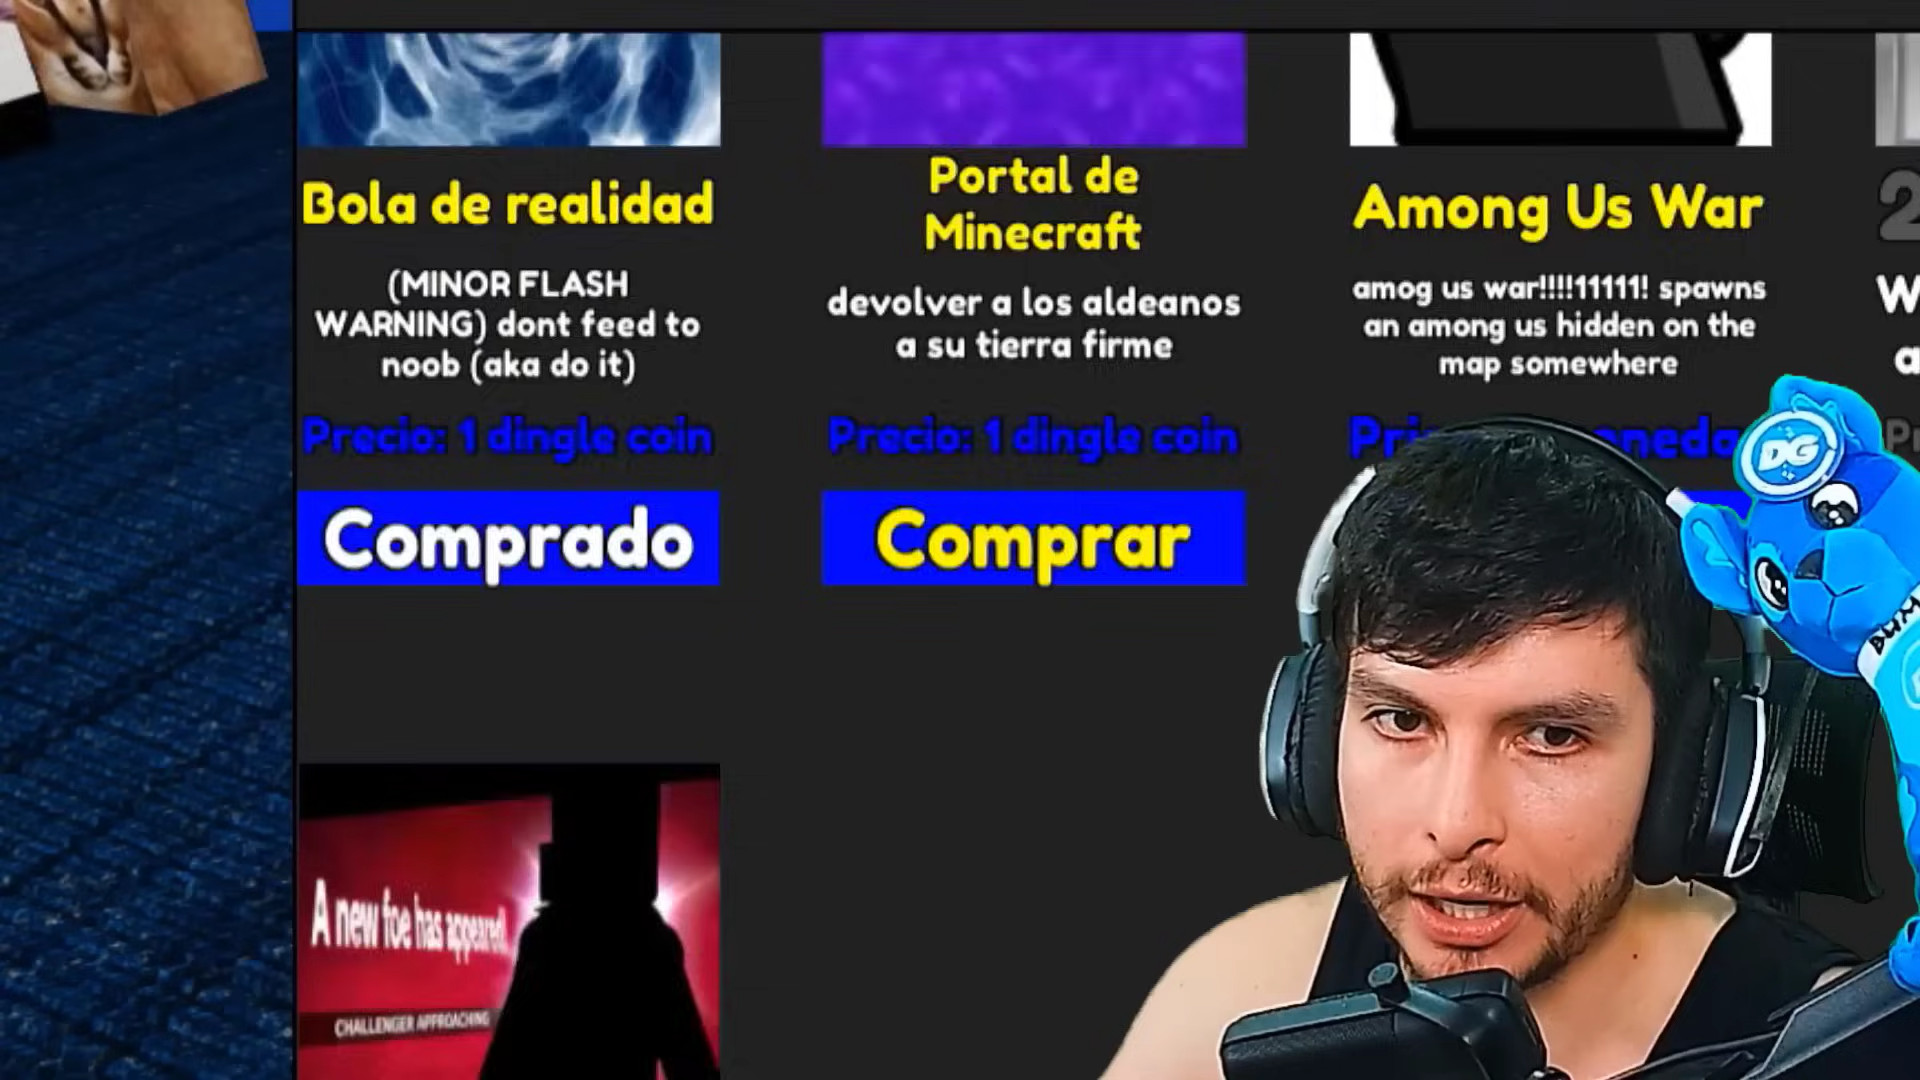 Bola de realidad
(MINOR FLASH
WARNING) dont feed to
noob (aka do it)
Precio: 1 dingle coin
Comprado
Portal de
Minecraft
devolver a los aldeanos
a su tierra firme
Precio: 1 dingle coin
Comprar
Among Us War
amog us war!!!!11111! spawns
an among us hidden on the
map somewhere
2
DG
A new foe has appeared!
CHALLENGER APPROACHING